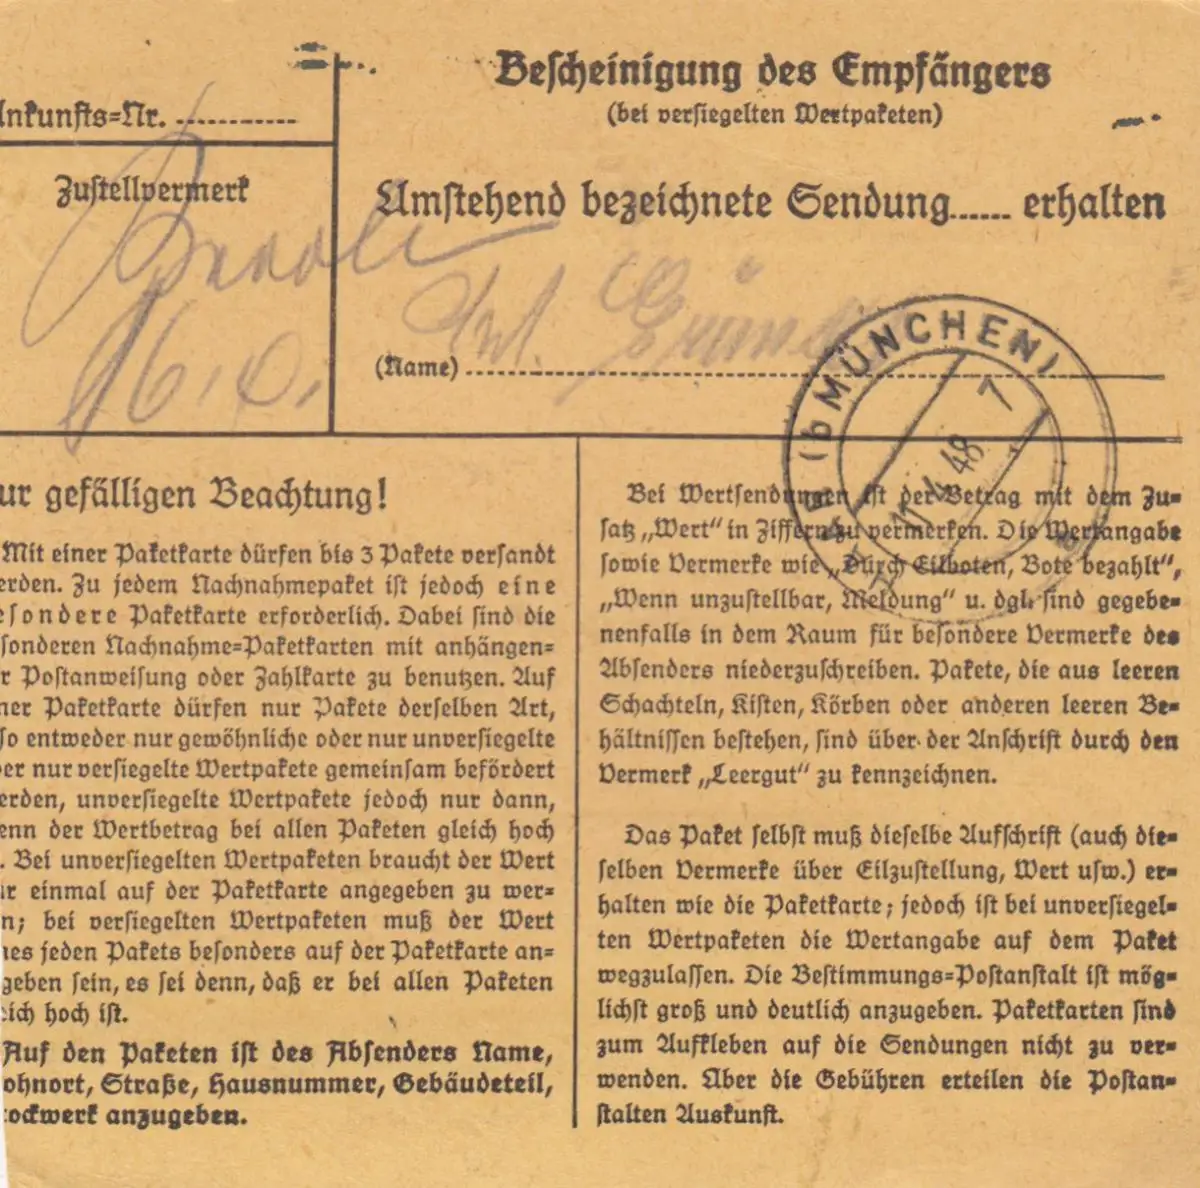 Bescheinigung des Empfängers
(bei versiegelten Wertpaketen)
Ankunfts-Nr. ............
Zustellvermerk
Umstehend bezeichnete Sendung...... erhalten
(Name)
(b MÜNCHEN)
48 7
ur gefälligen Beachtung!
Mit einer Paketkarte dürfen bis 3 Pakete versandt
erden. Zu jedem Nachnahmepaket ist jedoch eine
esondere Paketkarte erforderlich. Dabei sind die
sonderen Nachnahme-Paketkarten mit anhängen-
r Postanweisung oder Zahlkarte zu benutzen. Auf
ner Paketkarte dürfen nur Pakete derselben Art,
so entweder nur gewöhnliche oder nur unversiegelte
er nur versiegelte Wertpakete gemeinsam befördert
erden, unversiegelte Wertpakete jedoch nur dann,
enn der Wertbetrag bei allen Paketen gleich hoch
. Bei unversiegelten Wertpaketen braucht der Wert
ur einmal auf der Paketkarte angegeben zu wer-
n; bei versiegelten Wertpaketen muß der Wert
nes jeden Pakets besonders auf der Paketkarte an-
geben sein, es sei denn, daß er bei allen Paketen
eich hoch ist.
Auf den Paketen ist des Absenders Name,
ohnort, Straße, Hausnummer, Gebäudeteil,
tockwerk anzugeben.
Bei Wertsendungen ist der Betrag mit dem Zu-
satz „Wert“ in Ziffern zu vermerken. Die Wertangabe
sowie Vermerke wie „Durch Eilboten, Bote bezahlt“,
„Wenn unzustellbar, Meldung“ u. dgl. sind gegebe-
nenfalls in dem Raum für besondere Vermerke des
Absenders niederzuschreiben. Pakete, die aus leeren
Schachteln, Kisten, Körben oder anderen leeren Be-
hältnissen bestehen, sind über der Anschrift durch den
Vermerk „Leergut“ zu kennzeichnen.
Das Paket selbst muß dieselbe Aufschrift (auch die-
selben Vermerke über Eilzustellung, Wert usw.) er-
halten wie die Paketkarte; jedoch ist bei unversiegel-
ten Wertpaketen die Wertangabe auf dem Paket
wegzulassen. Die Bestimmungs-Postanstalt ist mög-
lichst groß und deutlich anzugeben. Paketkarten sind
zum Aufkleben auf die Sendungen nicht zu ver-
wenden. Über die Gebühren erteilen die Postan-
stalten Auskunft.